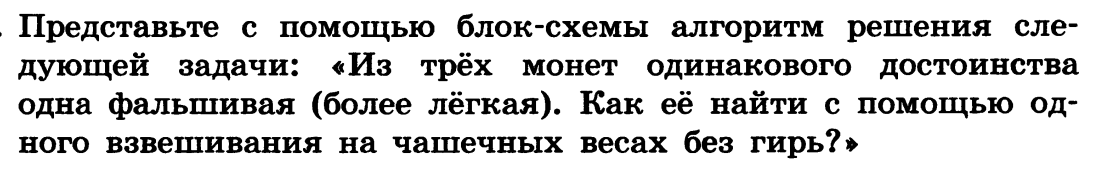 . Представьте с помощью блок-схемы алгоритм решения сле-
дующей задачи: «Из трёх монет одинакового достоинства
одна фальшивая (более лёгкая). Как её найти с помощью од-
ного взвешивания на чашечных весах без гирь?»